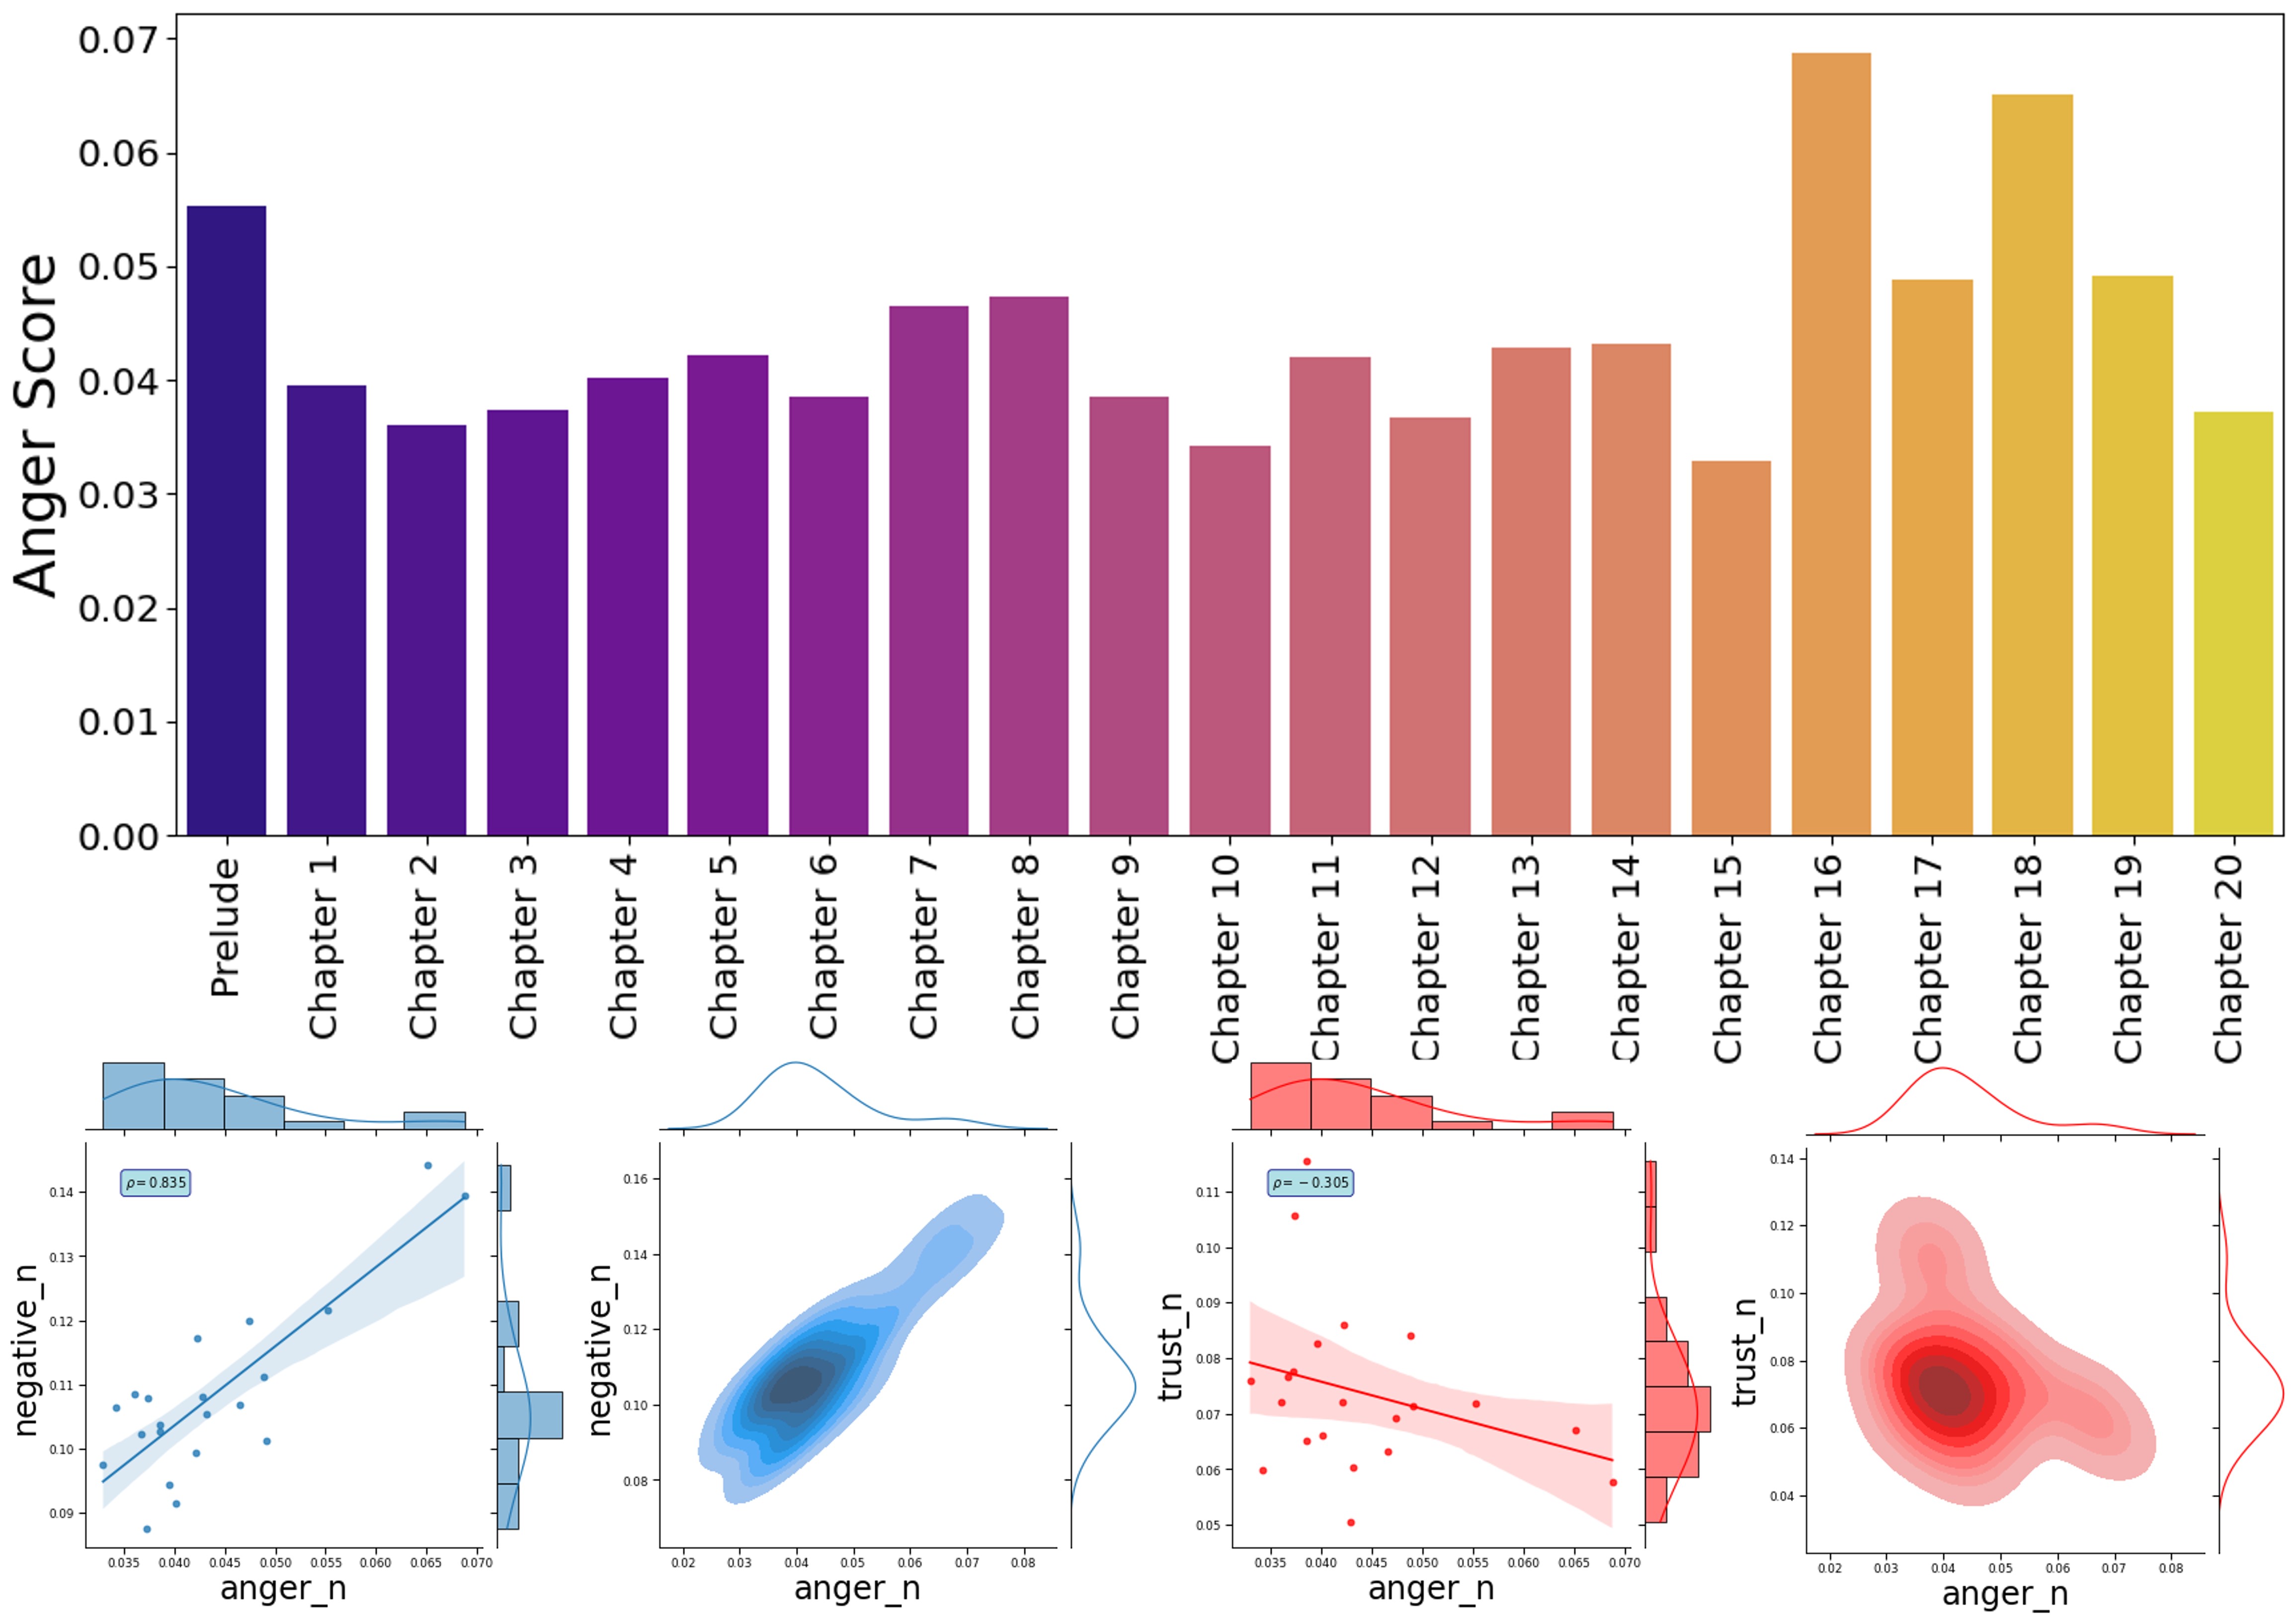 Anger Score
0.07
0.06
0.05
0.04
0.03
0.02
0.01
0.00
Prelude
Chapter 1
Chapter 2
Chapter 3
Chapter 4
Chapter 5
Chapter 6
Chapter 7
Chapter 8
Chapter 9
Chapter 10
Chapter 11
Chapter 12
Chapter 13
Chapter 14
Chapter 15
Chapter 16
Chapter 17
Chapter 18
Chapter 19
Chapter 20
negative_n
0.14
0.13
0.12
0.11
0.10
0.09
ρ = 0.835
0.035 0.040 0.045 0.050 0.055 0.060 0.065 0.070
anger_n
negative_n
0.16
0.14
0.12
0.10
0.08
0.02 0.03 0.04 0.05 0.06 0.07 0.08
anger_n
trust_n
0.11
0.10
0.09
0.08
0.07
0.06
0.05
ρ = − 0.305
0.035 0.040 0.045 0.050 0.055 0.060 0.065 0.070
anger_n
trust_n
0.14
0.12
0.10
0.08
0.06
0.04
0.02 0.03 0.04 0.05 0.06 0.07 0.08
anger_n